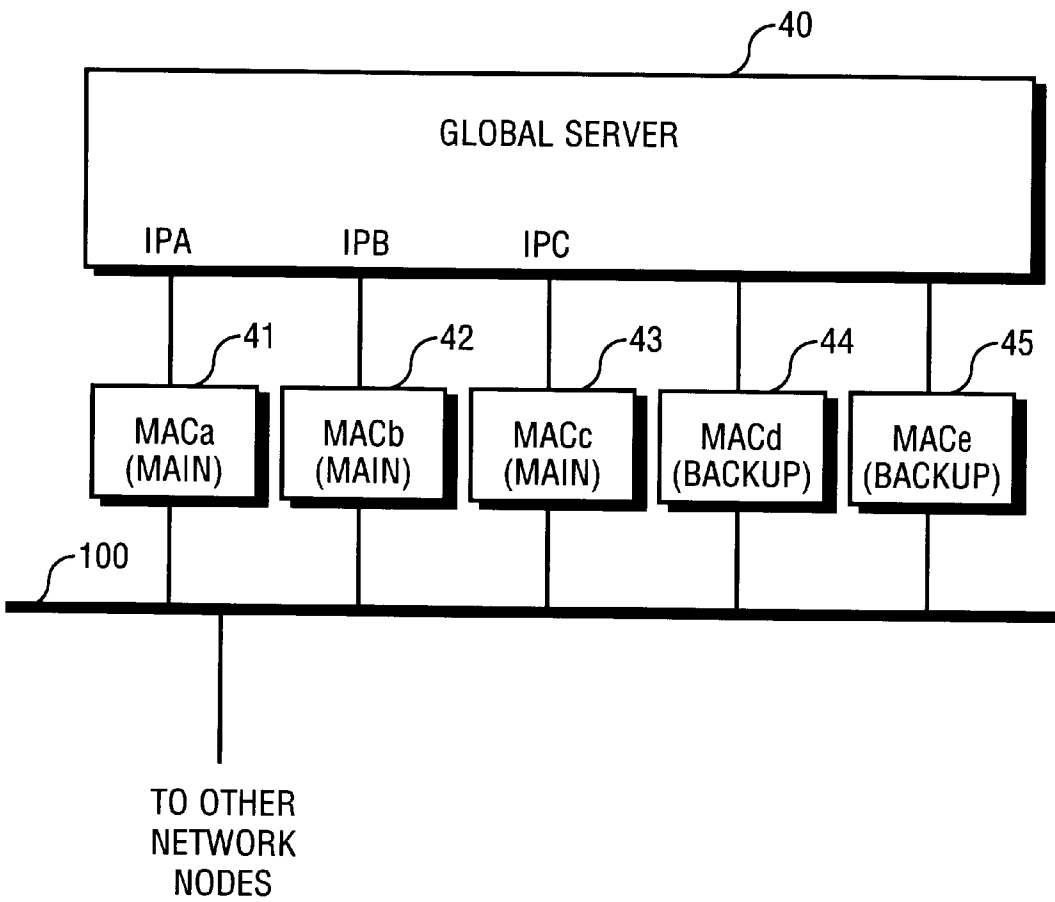 40
GLOBAL SERVER
IPA IPB IPC
41 42 43 44 45
MACa MACb MACc MACd MACe
(MAIN) (MAIN) (MAIN) (BACKUP) (BACKUP)
100
TO OTHER
NETWORK
NODES